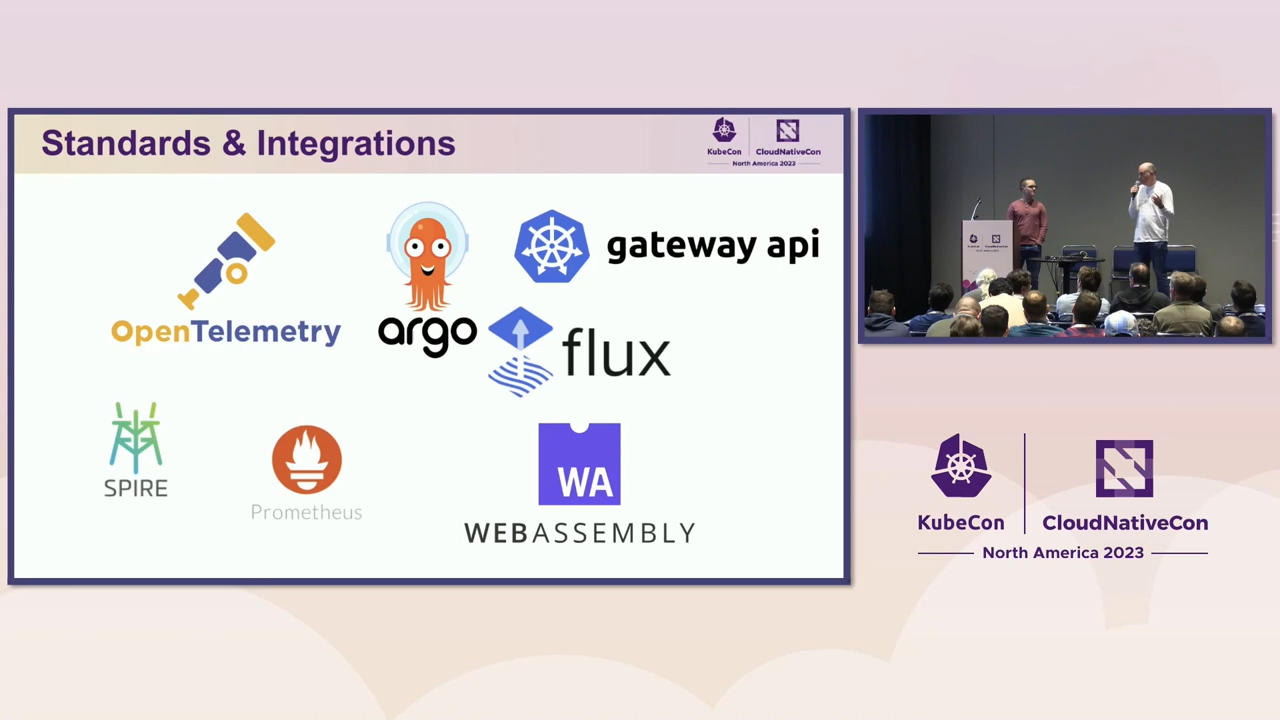 Standards & Integrations
KubeCon
CloudNativeCon
North America 2023
OpenTelemetry
argo
gateway api
flux
SPIRE
Prometheus
WA
WEBASSEMBLY
KubeCon
CloudNativeCon
North America 2023